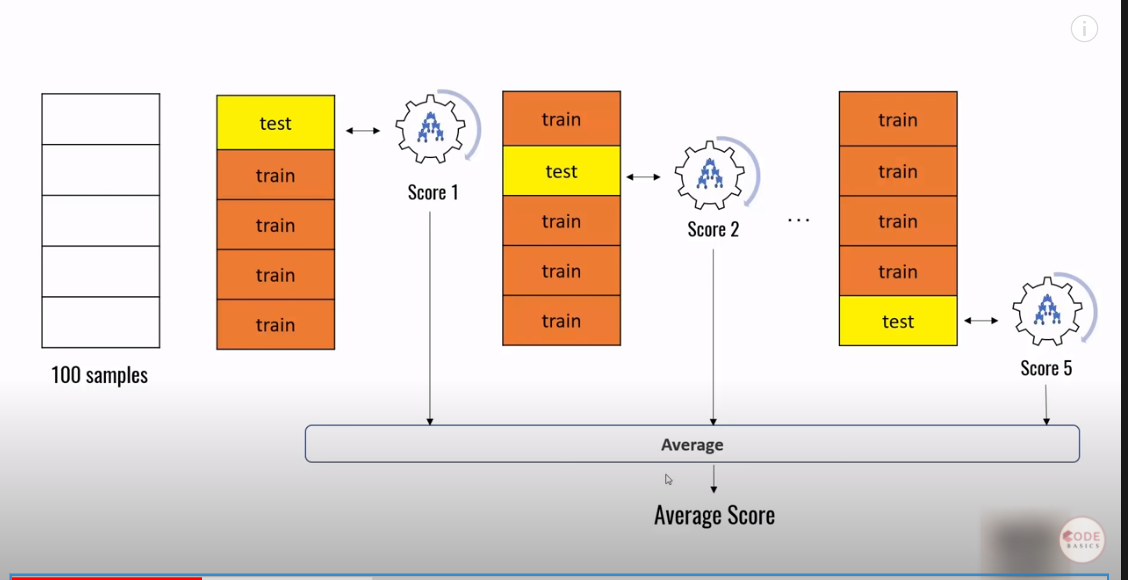 100 samples
test
train
train
train
train
Score 1
train
test
train
train
train
Score 2
...
train
train
train
train
test
Score 5
Average
Average Score
CODE
BASICS
i